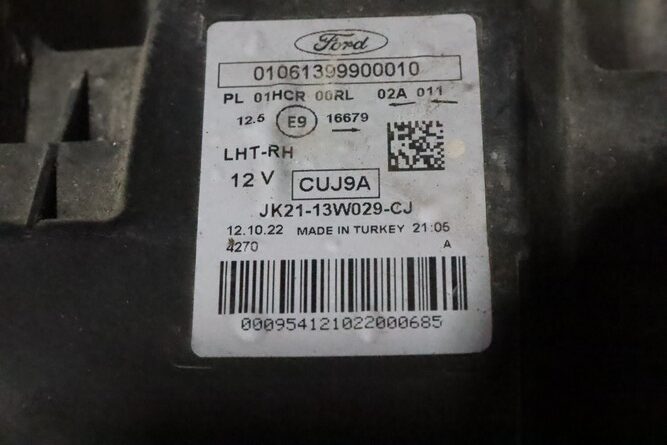 Ford
01061399900010
PL 01HCR 00RL 02A 011
12.5 E9 16679
LHT-RH
12 V CUJ9A
JK21-13W029-CJ
12.10.22 MADE IN TURKEY 21:05
4270 A
000954121022000685